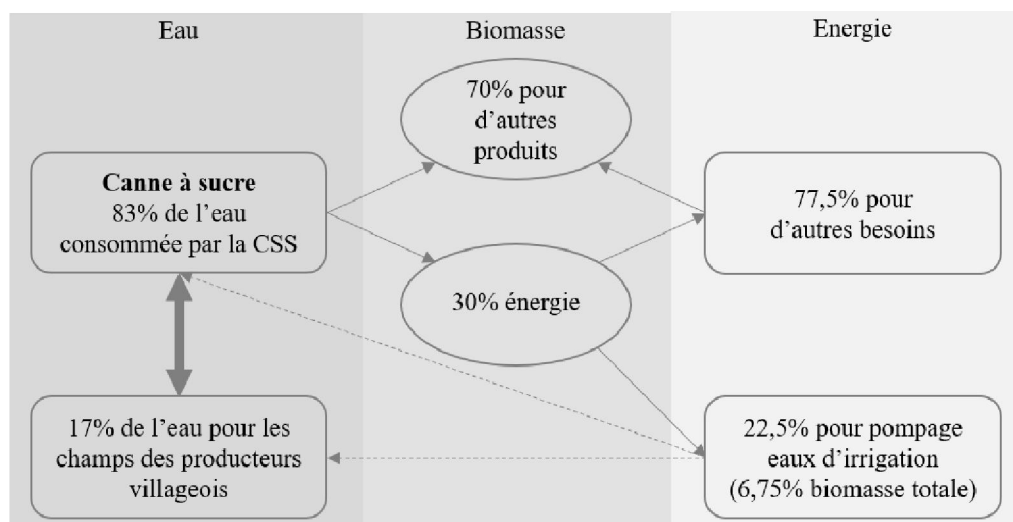 Eau
Biomasse
Energie
70% pour
d’autres
produits
Canne à sucre
83% de l’eau
consommée par la CSS
77,5% pour
d’autres besoins
30% énergie
17% de l’eau pour les
champs des producteurs
villageois
22,5% pour pompage
eaux d’irrigation
(6,75% biomasse totale)